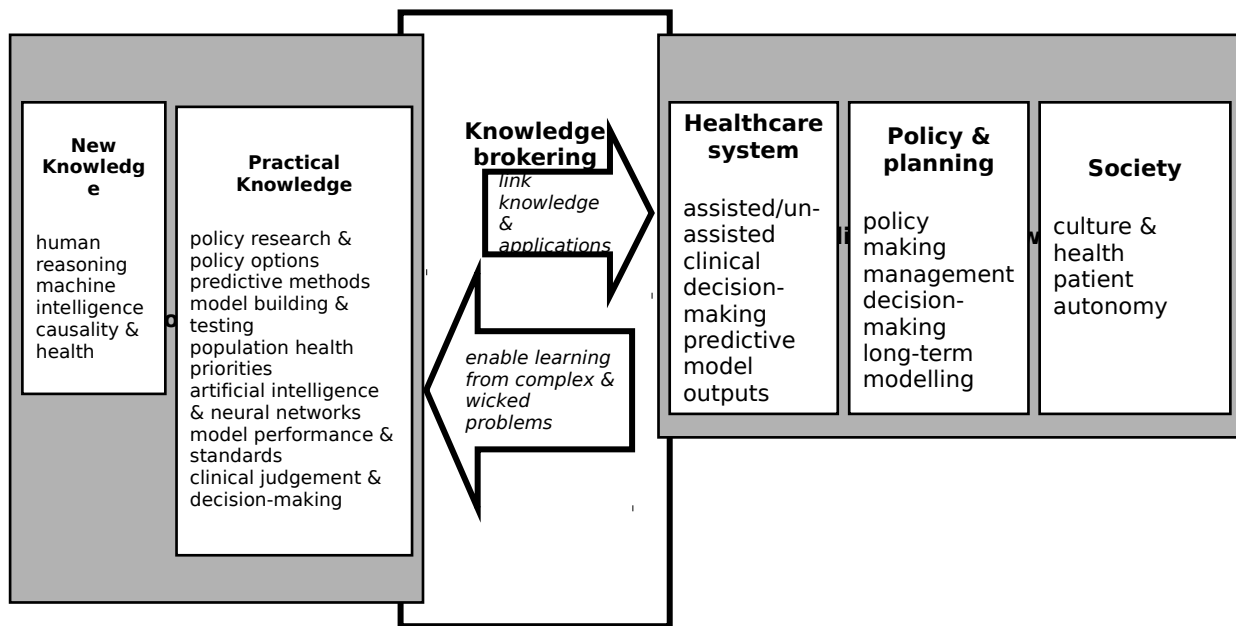 New
Knowledg
e
human
reasoning
machine
intelligence
causality &
health
Practical
Knowledge
policy research &
policy options
predictive methods
model building &
testing
population health
priorities
artificial intelligence
& neural networks
model performance &
standards
clinical judgement &
decision-making
Knowledge
brokering
link
knowledge
&
applications
enable learning
from complex &
wicked
problems
Healthcare
system
assisted/un-
assisted
clinical
decision-
making
predictive
model
outputs
Policy &
planning
policy
making
management
decision-
making
long-term
modelling
Society
culture &
health
patient
autonomy